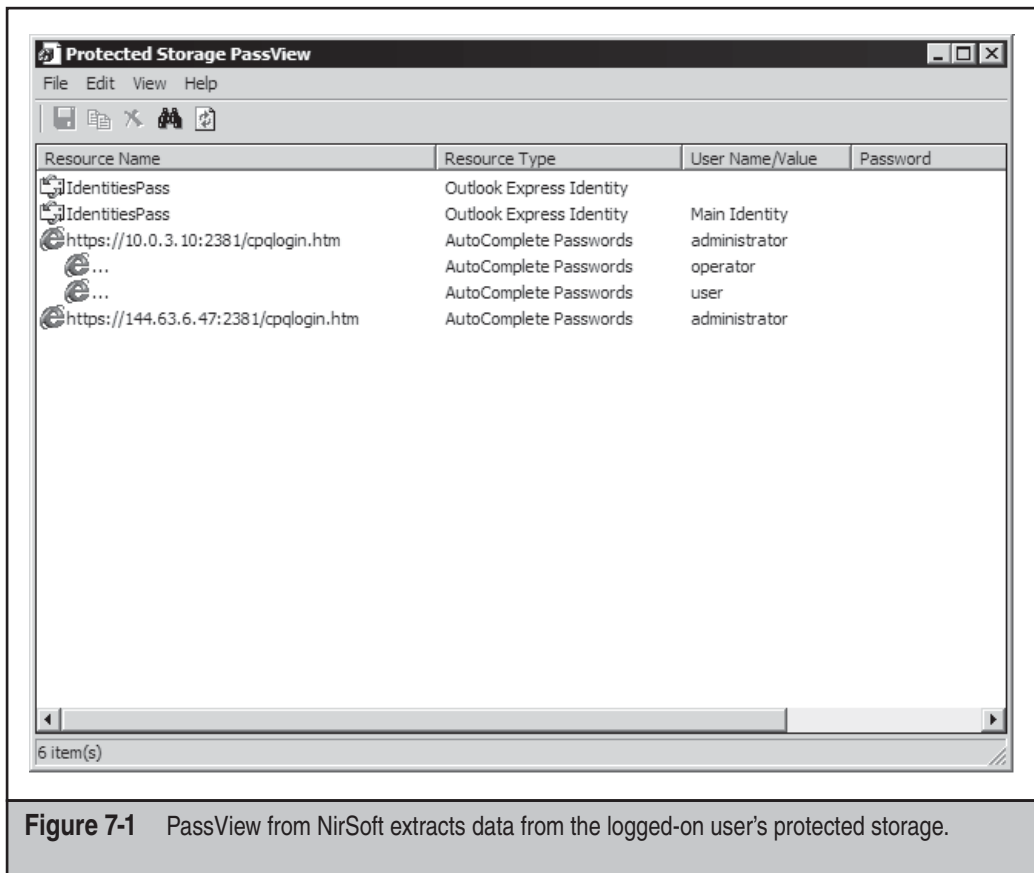 Protected Storage PassView
File Edit View Help
Resource Name Resource Type User Name/Value Password
IdentitiesPass Outlook Express Identity
IdentitiesPass Outlook Express Identity Main Identity
https://10.0.3.10:2381/cpqlogin.htm AutoComplete Passwords administrator
... AutoComplete Passwords operator
... AutoComplete Passwords user
https://144.63.6.47:2381/cpqlogin.htm AutoComplete Passwords administrator
6 item(s)
Figure 7-1 PassView from NirSoft extracts data from the logged-on user's protected storage.